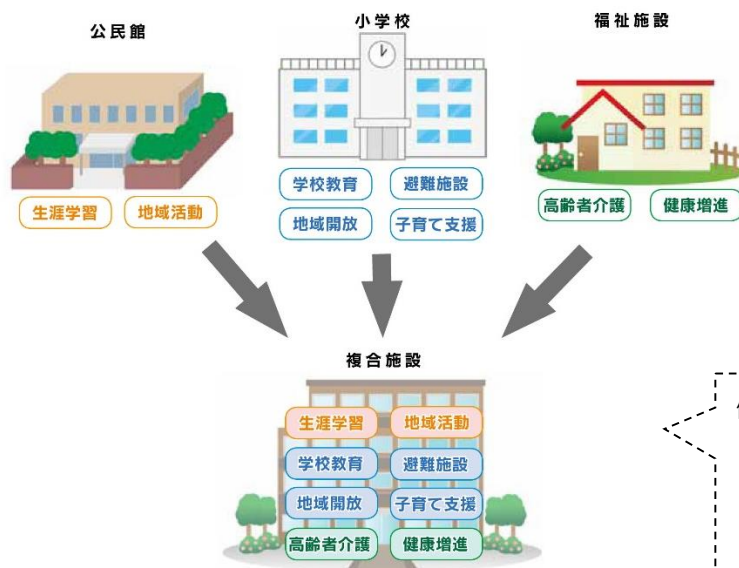 公民館
小学校
福祉施設
生涯学習 地域活動
学校教育 避難施設
地域開放 子育て支援
高齢者介護 健康増進
複合施設
生涯学習 地域活動
学校教育 避難施設
地域開放 子育て支援
高齢者介護 健康増進